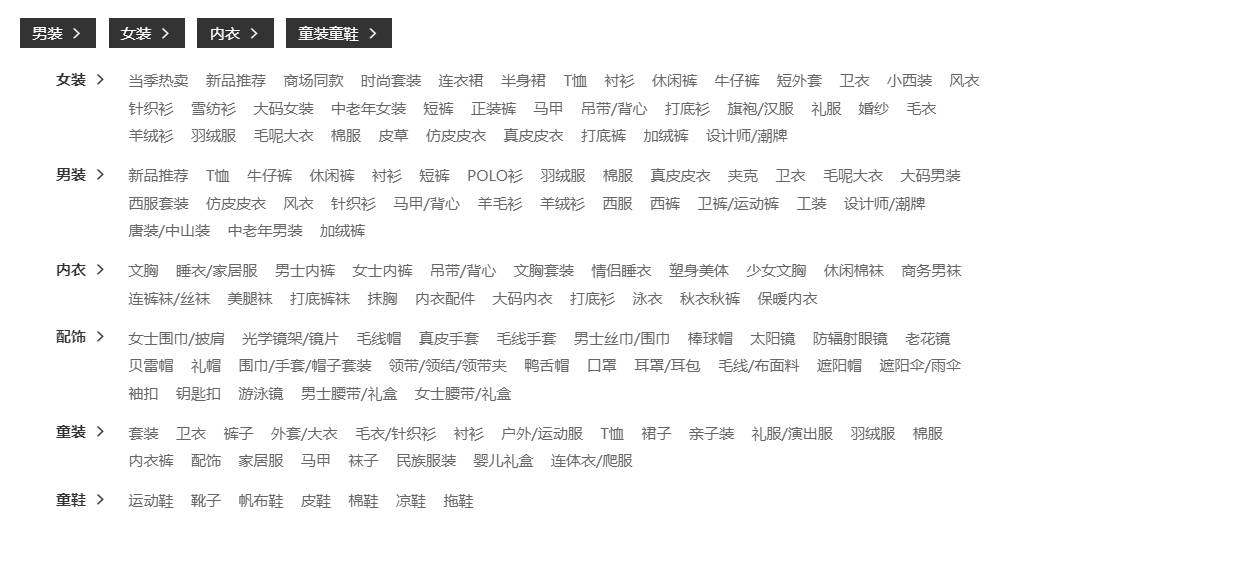 男装 > 女装 > 内衣 > 童装童鞋 >
女装 > 当季热卖 新品推荐 商场同款 时尚套装 连衣裙 半身裙 T恤 衬衫 休闲裤 牛仔裤 短外套 卫衣 小西装 风衣
针织衫 雪纺衫 大码女装 中老年女装 短裤 正装裤 马甲 吊带/背心 打底衫 旗袍/汉服 礼服 婚纱 毛衣
羊绒衫 羽绒服 毛呢大衣 棉服 皮草 仿皮皮衣 真皮皮衣 打底裤 加绒裤 设计师/潮牌
男装 > 新品推荐 T恤 牛仔裤 休闲裤 衬衫 短裤 POLO衫 羽绒服 棉服 真皮皮衣 夹克 卫衣 毛呢大衣 大码男装
西服套装 仿皮皮衣 风衣 针织衫 马甲/背心 羊毛衫 羊绒衫 西服 西裤 卫裤/运动裤 工装 设计师/潮牌
唐装/中山装 中老年男装 加绒裤
内衣 > 文胸 睡衣/家居服 男士内裤 女士内裤 吊带/背心 文胸套装 情侣睡衣 塑身美体 少女文胸 休闲棉袜 商务男袜
连裤袜/丝袜 美腿袜 打底裤袜 抹胸 内衣配件 大码内衣 打底衫 泳衣 秋衣秋裤 保暖内衣
配饰 > 女士围巾/披肩 光学镜架/镜片 毛线帽 真皮手套 毛线手套 男士丝巾/围巾 棒球帽 太阳镜 防辐射眼镜 老花镜
贝雷帽 礼帽 围巾/手套/帽子套装 领带/领结/领带夹 鸭舌帽 口罩 耳罩/耳包 毛线/布面料 遮阳帽 遮阳伞/雨伞
袖扣 钥匙扣 游泳镜 男士腰带/礼盒 女士腰带/礼盒
童装 > 套装 卫衣 裤子 外套/大衣 毛衣/针织衫 衬衫 户外/运动服 T恤 裙子 亲子装 礼服/演出服 羽绒服 棉服
内衣裤 配饰 家居服 马甲 袜子 民族服装 婴儿礼盒 连体衣/爬服
童鞋 > 运动鞋 靴子 帆布鞋 皮鞋 棉鞋 凉鞋 拖鞋